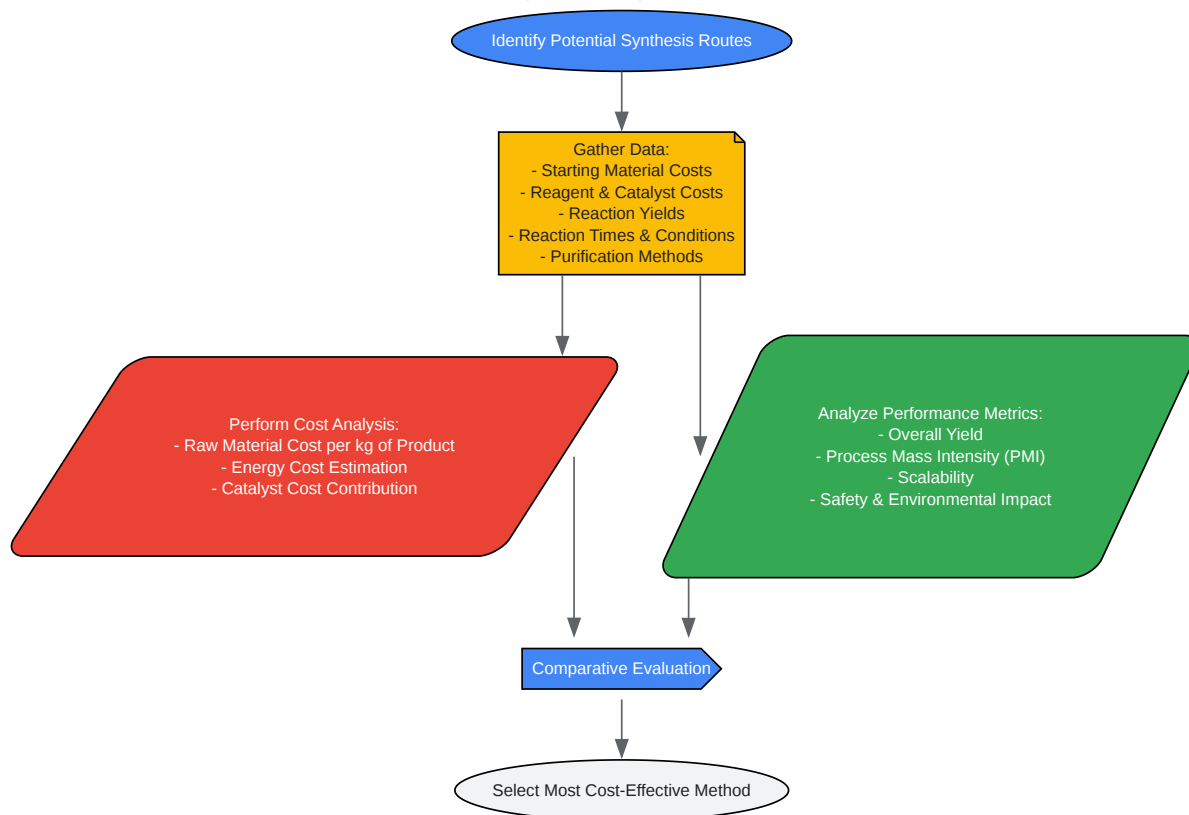 Identify Potential Synthesis Routes
Gather Data:
- Starting Material Costs
- Reagent & Catalyst Costs
- Reaction Yields
- Reaction Times & Conditions
- Purification Methods
Perform Cost Analysis:
- Raw Material Cost per kg of Product
- Energy Cost Estimation
- Catalyst Cost Contribution
Analyze Performance Metrics:
- Overall Yield
- Process Mass Intensity (PMI)
- Scalability
- Safety & Environmental Impact
Comparative Evaluation
Select Most Cost-Effective Method